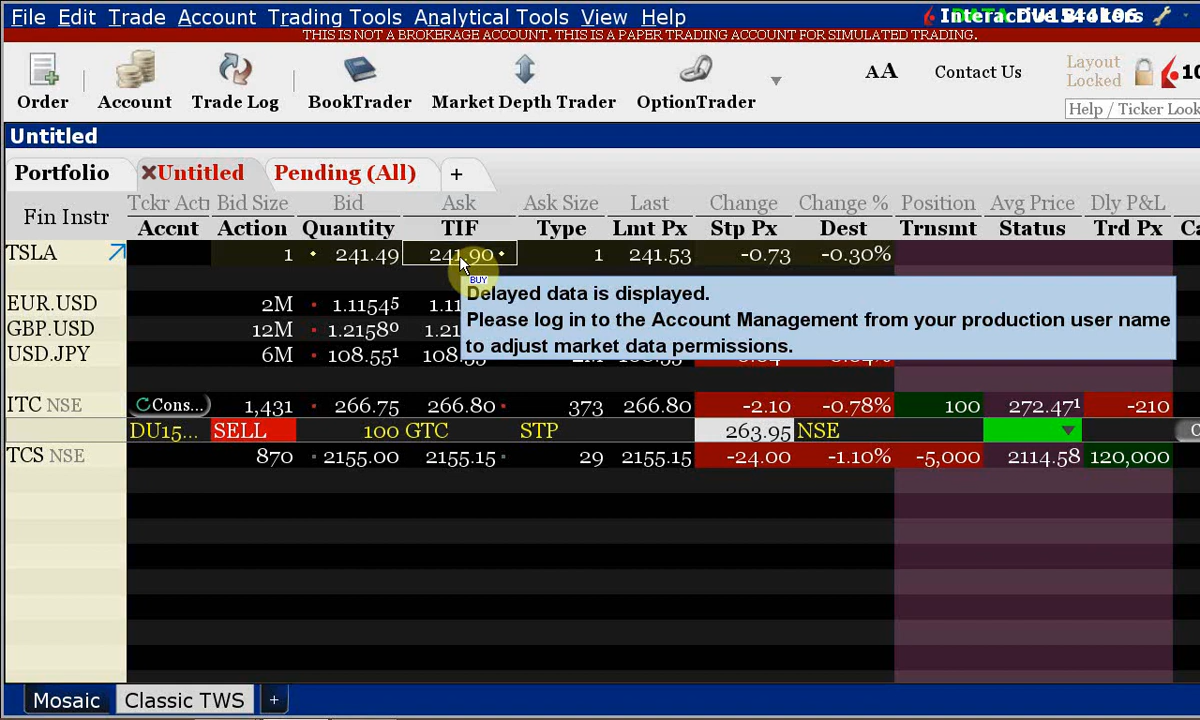 File Edit Trade Account Trading Tools Analytical Tools View Help
THIS IS NOT A BROKERAGE ACCOUNT. THIS IS A PAPER TRADING ACCOUNT FOR SIMULATED TRADING.
Order Account Trade Log BookTrader Market Depth Trader OptionTrader AA Contact Us Layout Locked
Help / Ticker Look
Untitled
Portfolio Untitled Pending (All) +
Fin Instr Tckr Acti Bid Size Bid Ask Ask Size Last Change Change % Position Avg Price Dly P&L
Accnt Action Quantity TIF Type Lmt Px Stp Px Dest Trnsmt Status Trd Px Ca
TSLA 1 241.49 241.90 1 241.53 -0.73 -0.30%
BUY
Delayed data is displayed.
Please log in to the Account Management from your production user name
to adjust market data permissions.
EUR.USD 2M 1.11545
GBP.USD 12M 1.21580
USD.JPY 6M 108.551
ITC NSE Cons... 1,431 266.75 266.80 373 266.80 -2.10 -0.78% 100 272.471 -210
DU15... SELL 100 GTC STP 263.95 NSE
TCS NSE 870 2155.00 2155.15 29 2155.15 -24.00 -1.10% -5,000 2114.58 120,000
Mosaic Classic TWS +